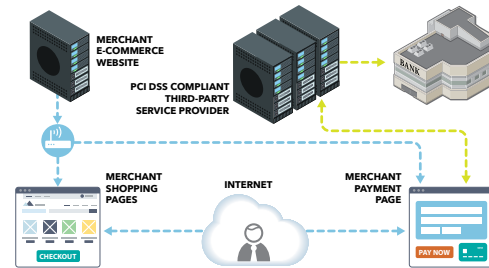 MERCHANT
E-COMMERCE
WEBSITE
PCI DSS COMPLIANT
THIRD-PARTY
SERVICE PROVIDER
BANK
MERCHANT
SHOPPING
PAGES
INTERNET
MERCHANT
PAYMENT
PAGE
CHECKOUT
PAY NOW